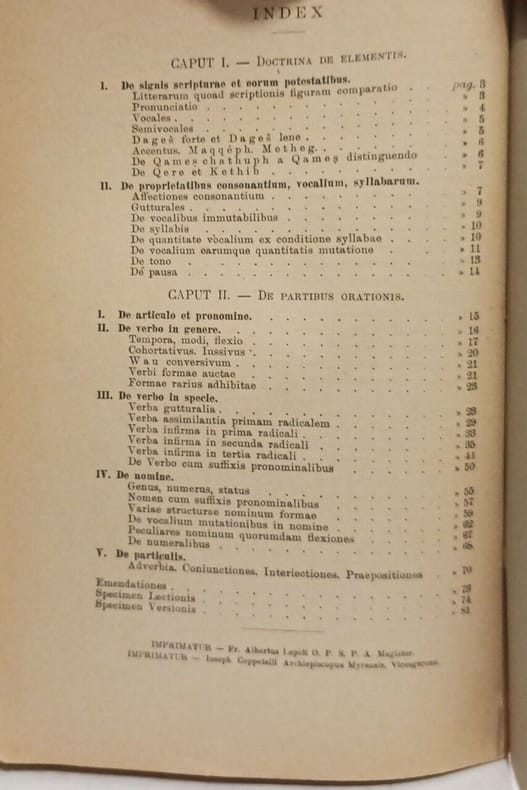 INDEX
CAPUT I. — DOCTRINA DE ELEMENTIS.
I. De signis scripturae et eorum potestatibus.
Litterarum quoad scriptionis figuram comparatio . . pag. 3
Pronunciatio . . . . . . . . . . » 3
Vocales . . . . . . . . . . » 4
Semivocales . . . . . . . . . . » 5
Dageš forte et Dageš lene . . . . . . . » 5
Accentus. Maqqéph. Metheg. . . . . . . » 6
De Qameṣ chathuph a Qameṣ distinguendo . . » 6
De Qere et Kethib . . . . . . . . » 7
II. De proprietatibus consonantium, vocalium, syllabarum.
Affectiones consonantium . . . . . . . » 7
Gutturales . . . . . . . . . . » 9
De vocalibus immutabilibus . . . . . . » 9
De syllabis . . . . . . . . . . » 10
De quantitate vocalium ex conditione syllabae . . » 10
De vocalium earumque quantitatis mutatione . . » 11
De tono . . . . . . . . . . » 13
De pausa . . . . . . . . . . » 14
CAPUT II. — DE PARTIBUS ORATIONIS.
I. De articulo et pronomine. . . . . . . . » 15
II. De verbo in genere. . . . . . . . . » 16
Tempora, modi, flexio . . . . . . . . » 17
Cohortativus. Iussivus . . . . . . . . » 20
Wau conversivum . . . . . . . . » 21
Verbi formae auctae . . . . . . . . » 21
Formae rarius adhibitae . . . . . . . » 23
III. De verbo in specie.
Verba gutturalia . . . . . . . . . » 23
Verba assimilantia primam radicalem . . . . » 29
Verba infirma in prima radicali . . . . . » 33
Verba infirma in secunda radicali . . . . . » 35
Verba infirma in tertia radicali . . . . . » 44
De Verbo cum suffixis pronominalibus . . . . » 50
IV. De nomine.
Genus, numerus, status . . . . . . . » 55
Nomen cum suffixis pronominalibus . . . . » 57
Variae structurae nominum formae . . . . » 59
De vocalium mutationibus in nomine . . . . » 62
Peculiares nominum quorumdam flexiones . . . » 67
De numeralibus . . . . . . . . . » 68
V. De particulis.
Adverbia, Coniunctiones, Interiectiones, Praepositiones . » 70
Emendationes . . . . . . . . . . » 73
Specimen Lectionis . . . . . . . . . » 74
Specimen Versionis . . . . . . . . . » 81
IMPRIMATUR — Fr. Albertus Lepidi O. P. S. P. A. Magister.
IMPRIMATUR — Ioseph Ceppetelli Archiepiscopus Myrensis, Vicesgerens.